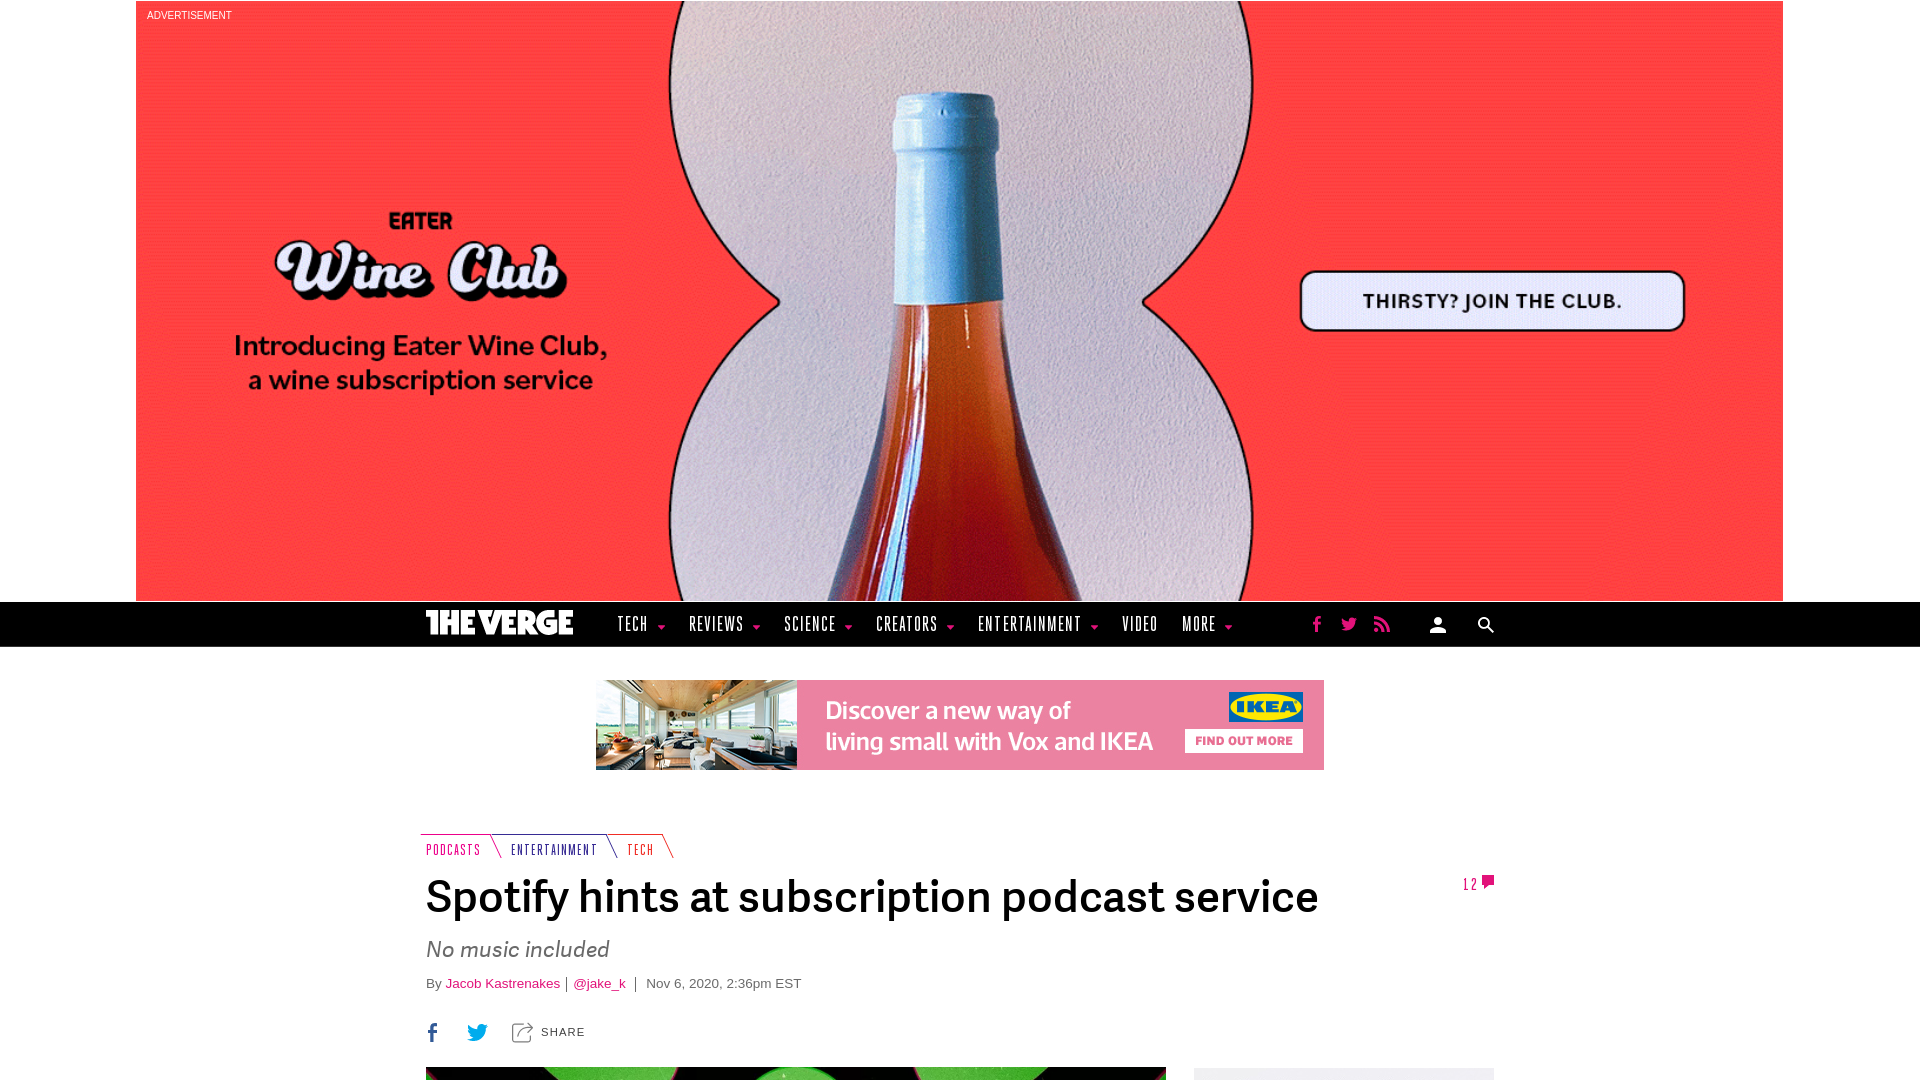 ADVERTISEMENT
EATER
Wine Club
Introducing Eater Wine Club,
a wine subscription service
THIRSTY? JOIN THE CLUB.
THE VERGE
TECH REVIEWS SCIENCE CREATORS ENTERTAINMENT VIDEO MORE
Discover a new way of
living small with Vox and IKEA
IKEA
FIND OUT MORE
PODCASTS ENTERTAINMENT TECH
Spotify hints at subscription podcast service
12
No music included
By Jacob Kastrenakes | @jake_k | Nov 6, 2020, 2:36pm EST
SHARE